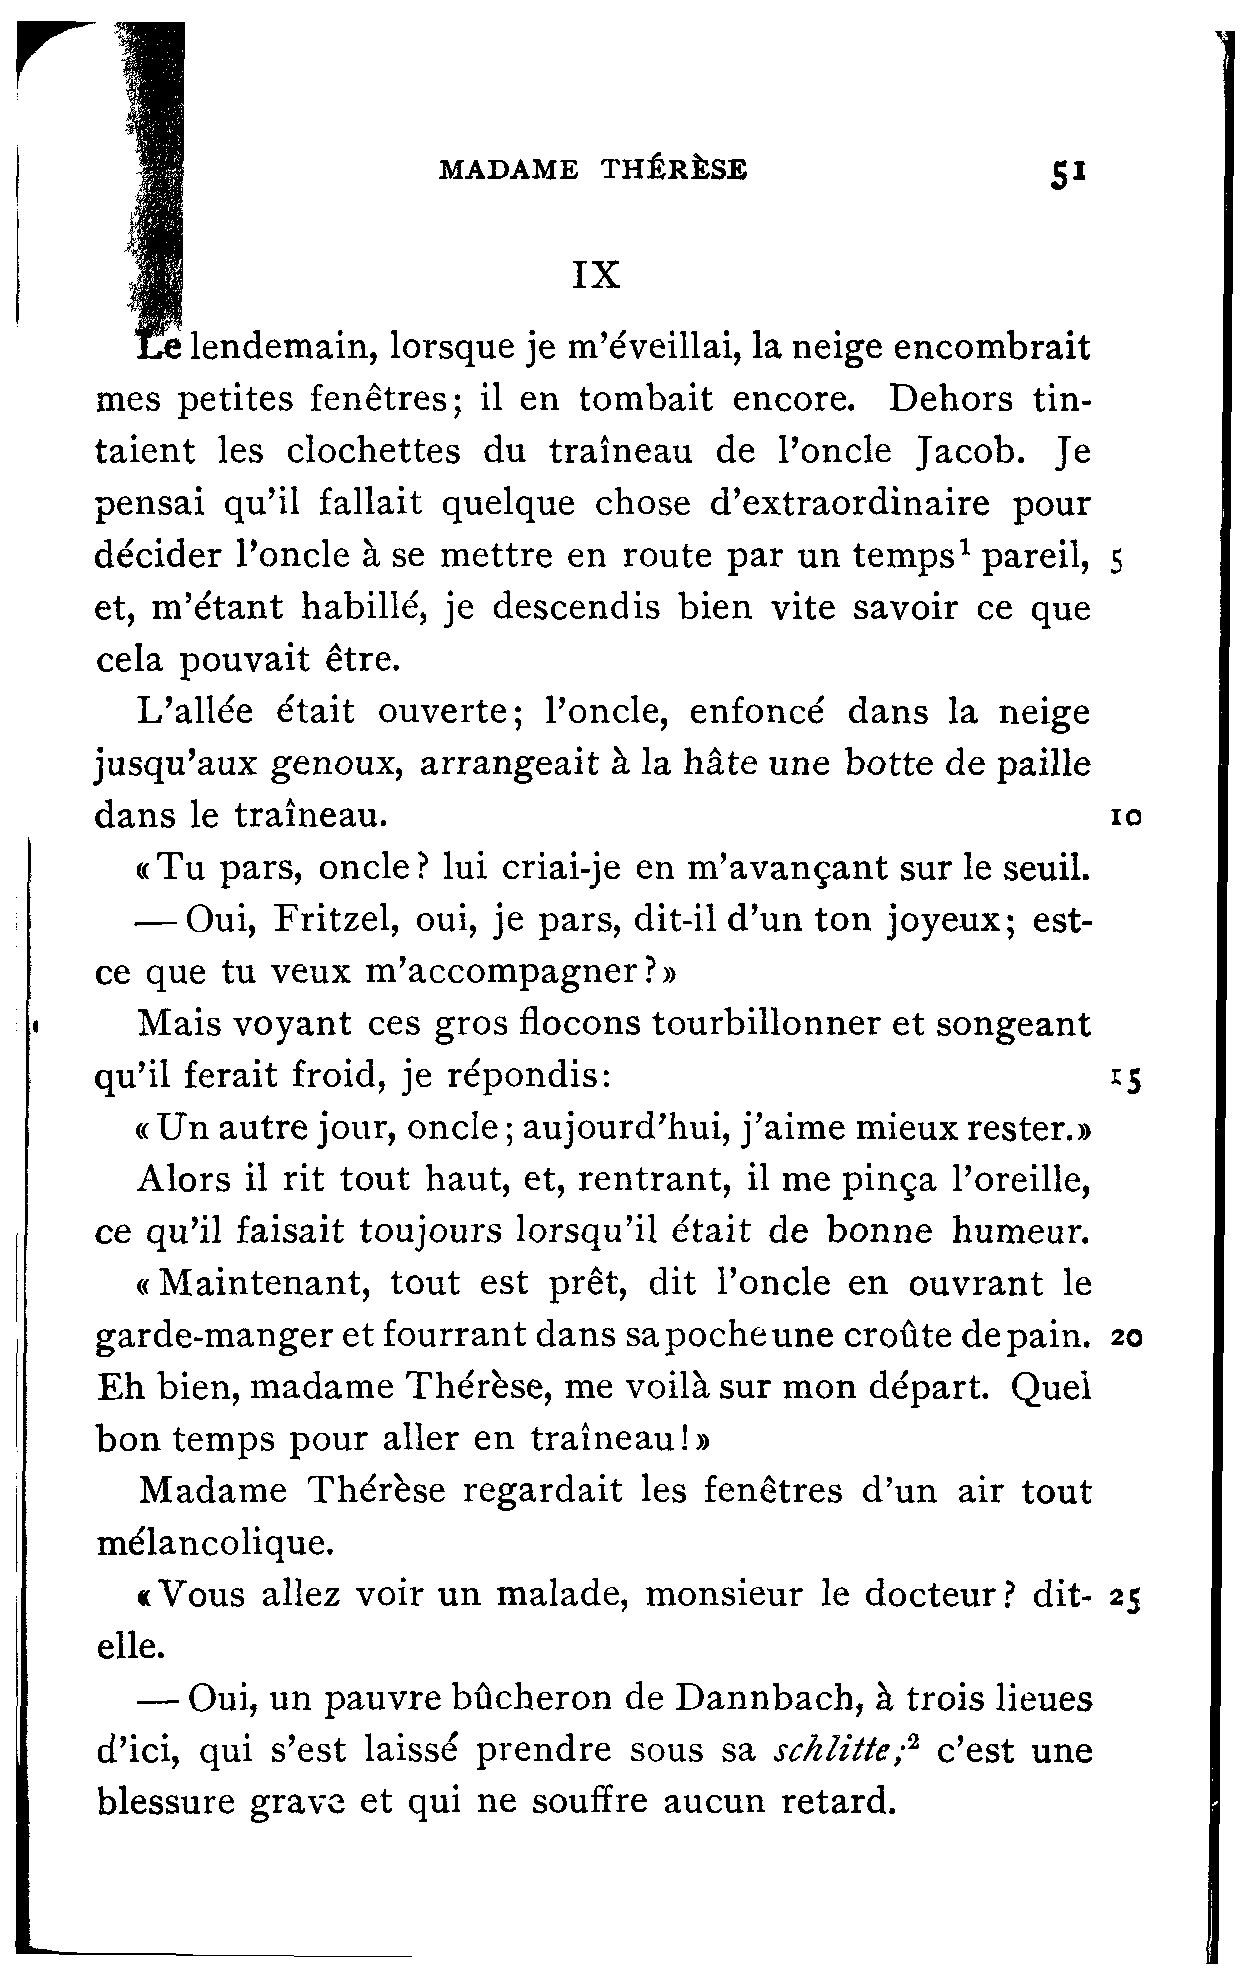 MADAME THÉRÈSE 51
IX
Le lendemain, lorsque je m'éveillai, la neige encombrait
mes petites fenêtres; il en tombait encore. Dehors tin-
taient les clochettes du traîneau de l'oncle Jacob. Je
pensai qu'il fallait quelque chose d'extraordinaire pour
décider l'oncle à se mettre en route par un temps¹ pareil, 5
et, m'étant habillé, je descendis bien vite savoir ce que
cela pouvait être.
L'allée était ouverte; l'oncle, enfoncé dans la neige
jusqu'aux genoux, arrangeait à la hâte une botte de paille
dans le traîneau. 10
«Tu pars, oncle? lui criai-je en m'avançant sur le seuil.
— Oui, Fritzel, oui, je pars, dit-il d'un ton joyeux; est-
ce que tu veux m'accompagner?»
Mais voyant ces gros flocons tourbillonner et songeant
qu'il ferait froid, je répondis: 15
«Un autre jour, oncle; aujourd'hui, j'aime mieux rester.»
Alors il rit tout haut, et, rentrant, il me pinça l'oreille,
ce qu'il faisait toujours lorsqu'il était de bonne humeur.
«Maintenant, tout est prêt, dit l'oncle en ouvrant le
garde-manger et fourrant dans sa poche une croûte de pain. 20
Eh bien, madame Thérèse, me voilà sur mon départ. Quel
bon temps pour aller en traîneau!»
Madame Thérèse regardait les fenêtres d'un air tout
mélancolique.
«Vous allez voir un malade, monsieur le docteur? dit- 25
elle.
— Oui, un pauvre bûcheron de Dannbach, à trois lieues
d'ici, qui s'est laissé prendre sous sa schlitte;² c'est une
blessure grave et qui ne souffre aucun retard.